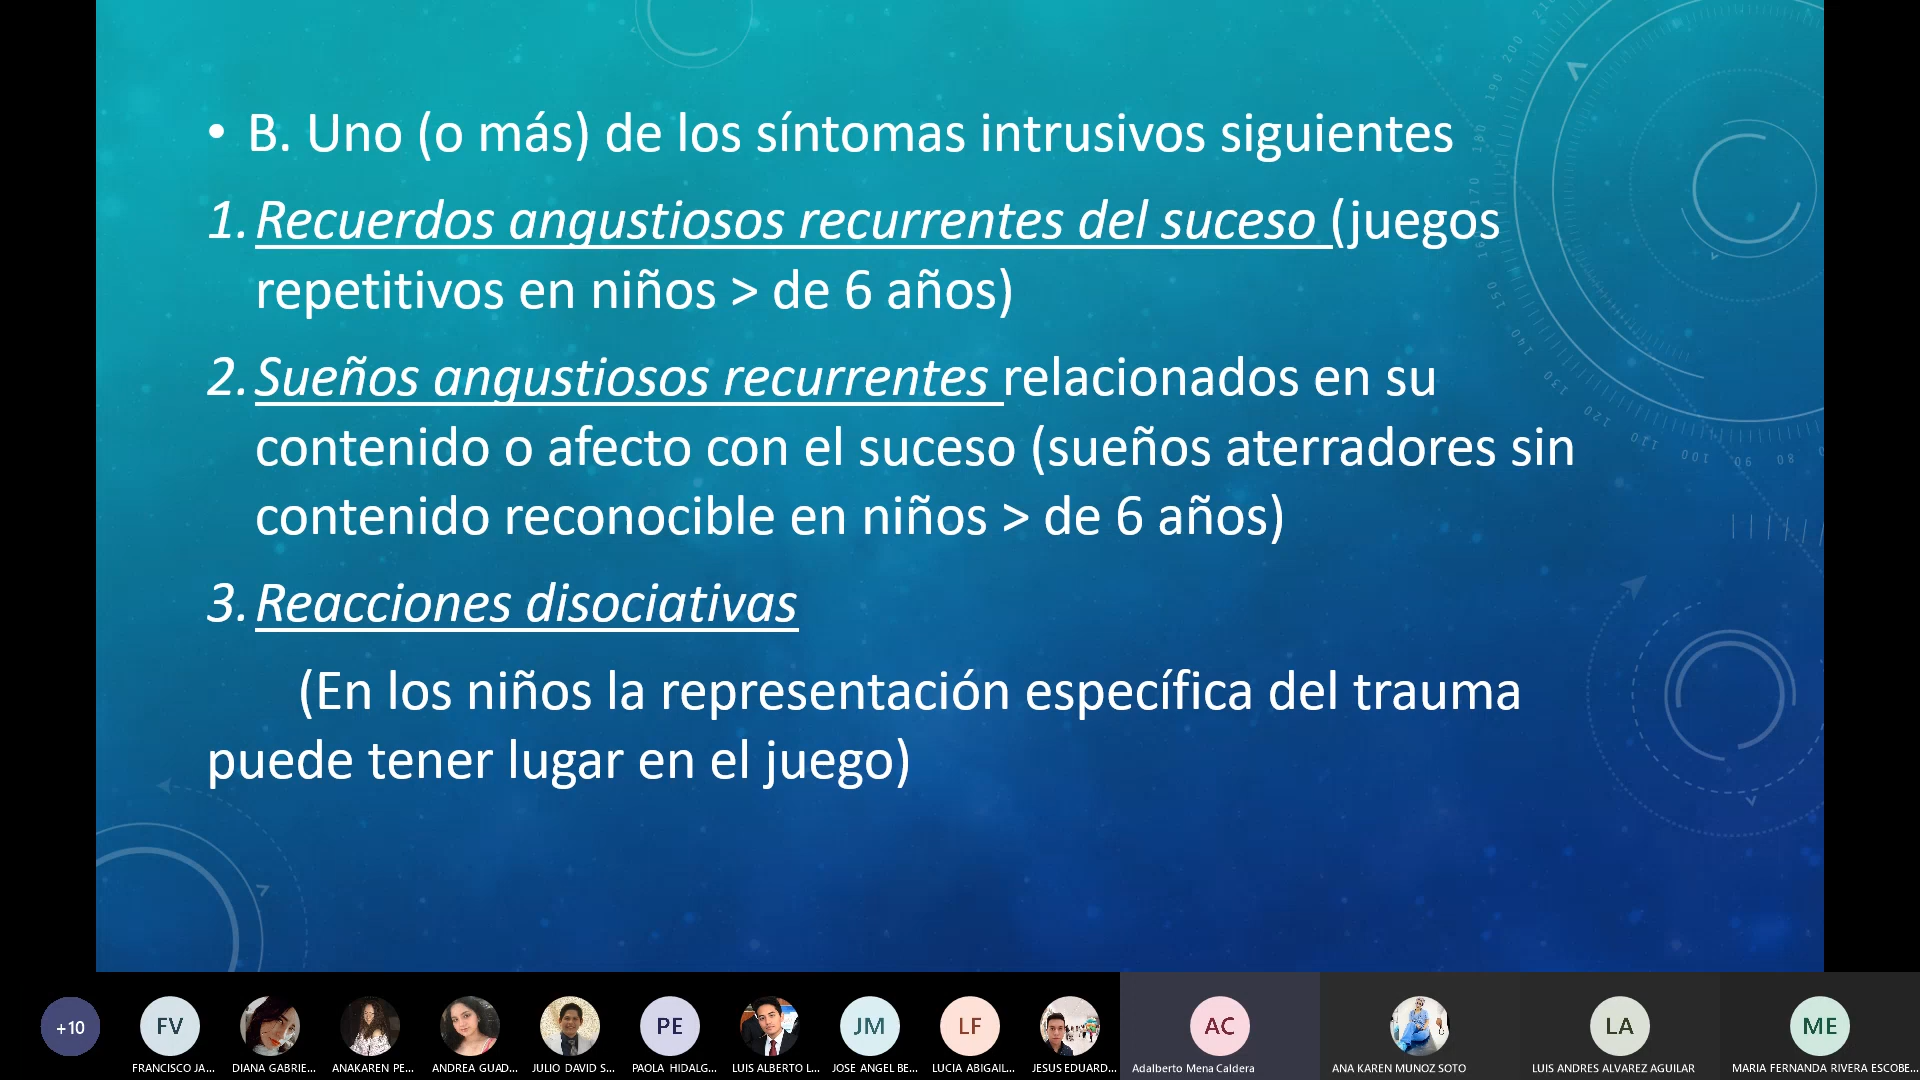 • B. Uno (o más) de los síntomas intrusivos siguientes
1. Recuerdos angustiosos recurrentes del suceso (juegos
repetitivos en niños > de 6 años)
2. Sueños angustiosos recurrentes relacionados en su
contenido o afecto con el suceso (sueños aterradores sin
contenido reconocible en niños > de 6 años)
3. Reacciones disociativas
(En los niños la representación específica del trauma
puede tener lugar en el juego)
+10
FV
PE
JM
LF
AC
LA
ME
FRANCISCO JA...
DIANA GABRIE...
ANAKAREN PE...
ANDREA GUAD...
JULIO DAVID S...
PAOLA HIDALG...
LUIS ALBERTO L...
JOSE ANGEL BE...
LUCIA ABIGAIL...
JESUS EDUARD...
Adalberto Mena Caldera
ANA KAREN MUNOZ SOTO
LUIS ANDRES ALVAREZ AGUILAR
MARIA FERNANDA RIVERA ESCOBE...